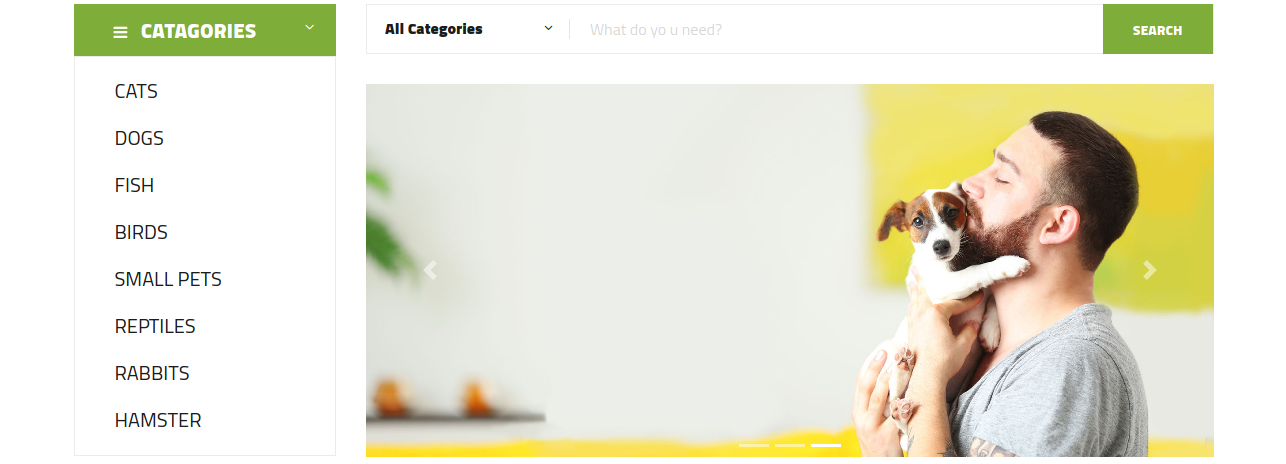 CATAGORIES
All Categories
What do yo u need?
SEARCH
CATS
DOGS
FISH
BIRDS
SMALL PETS
REPTILES
RABBITS
HAMSTER